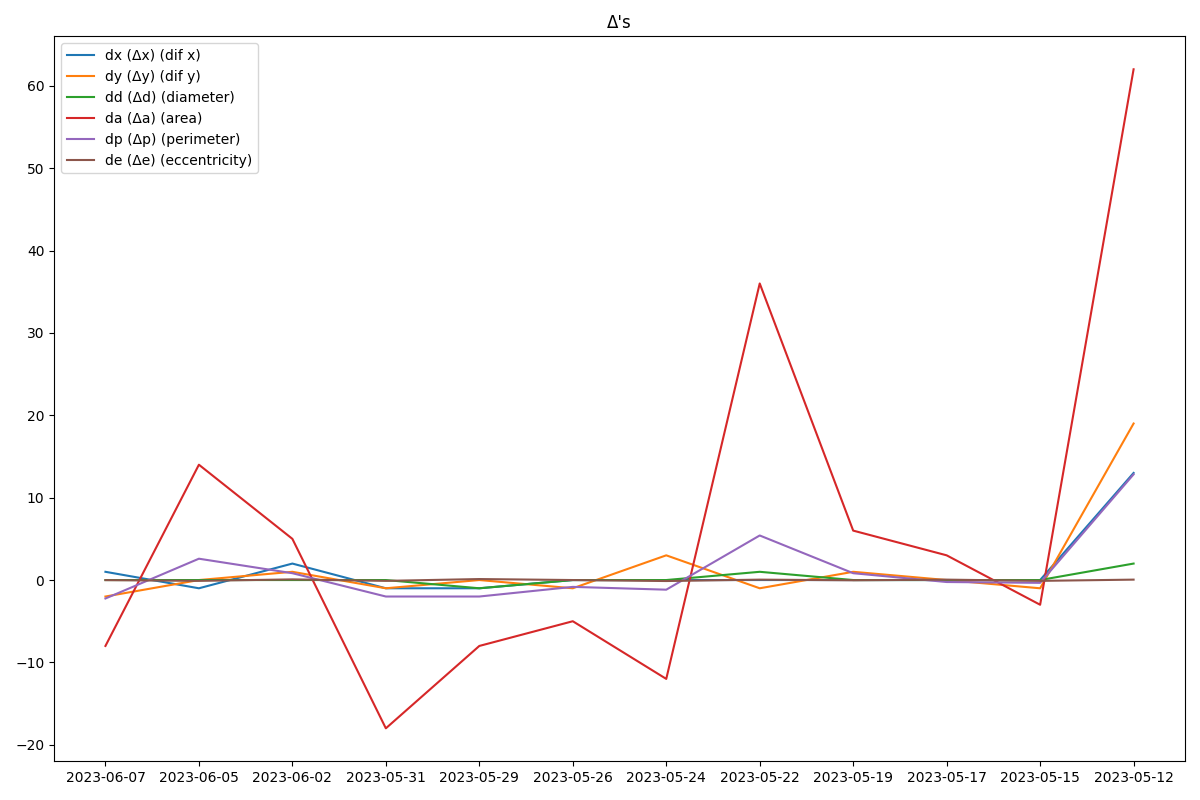 Δ's
dx (Δx) (dif x)
dy (Δy) (dif y)
dd (Δd) (diameter)
da (Δa) (area)
dp (Δp) (perimeter)
de (Δe) (eccentricity)
60
50
40
30
20
10
0
−10
−20
2023-06-07 2023-06-05 2023-06-02 2023-05-31 2023-05-29 2023-05-26 2023-05-24 2023-05-22 2023-05-19 2023-05-17 2023-05-15 2023-05-12